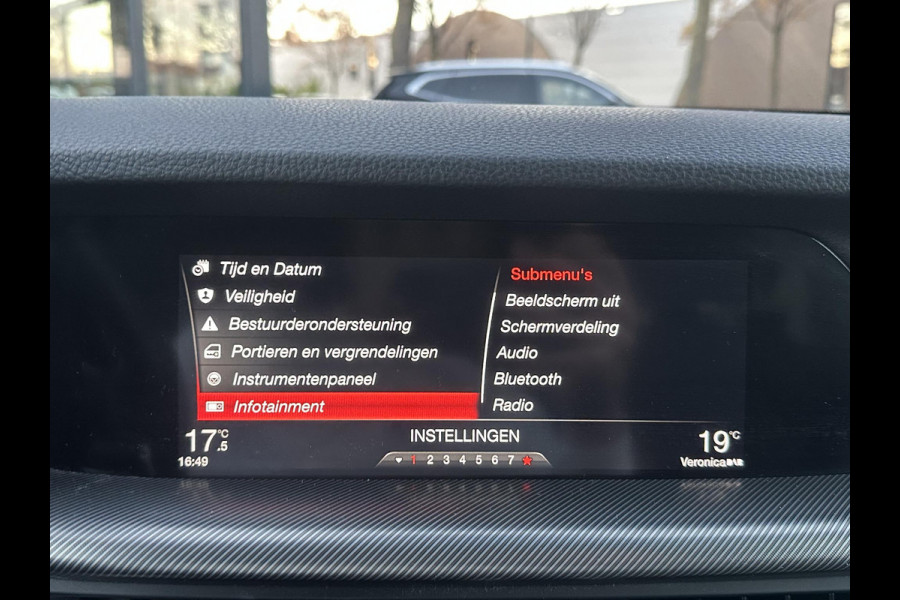 Tijd en Datum
Veiligheid
Bestuurderondersteuning
Portieren en vergrendelingen
Instrumentenpaneel
Infotainment
Submenu's
Beeldscherm uit
Schermverdeling
Audio
Bluetooth
Radio
17.5 °C
16:49
INSTELLINGEN
1 2 3 4 5 6 7
19 °C
Veronica